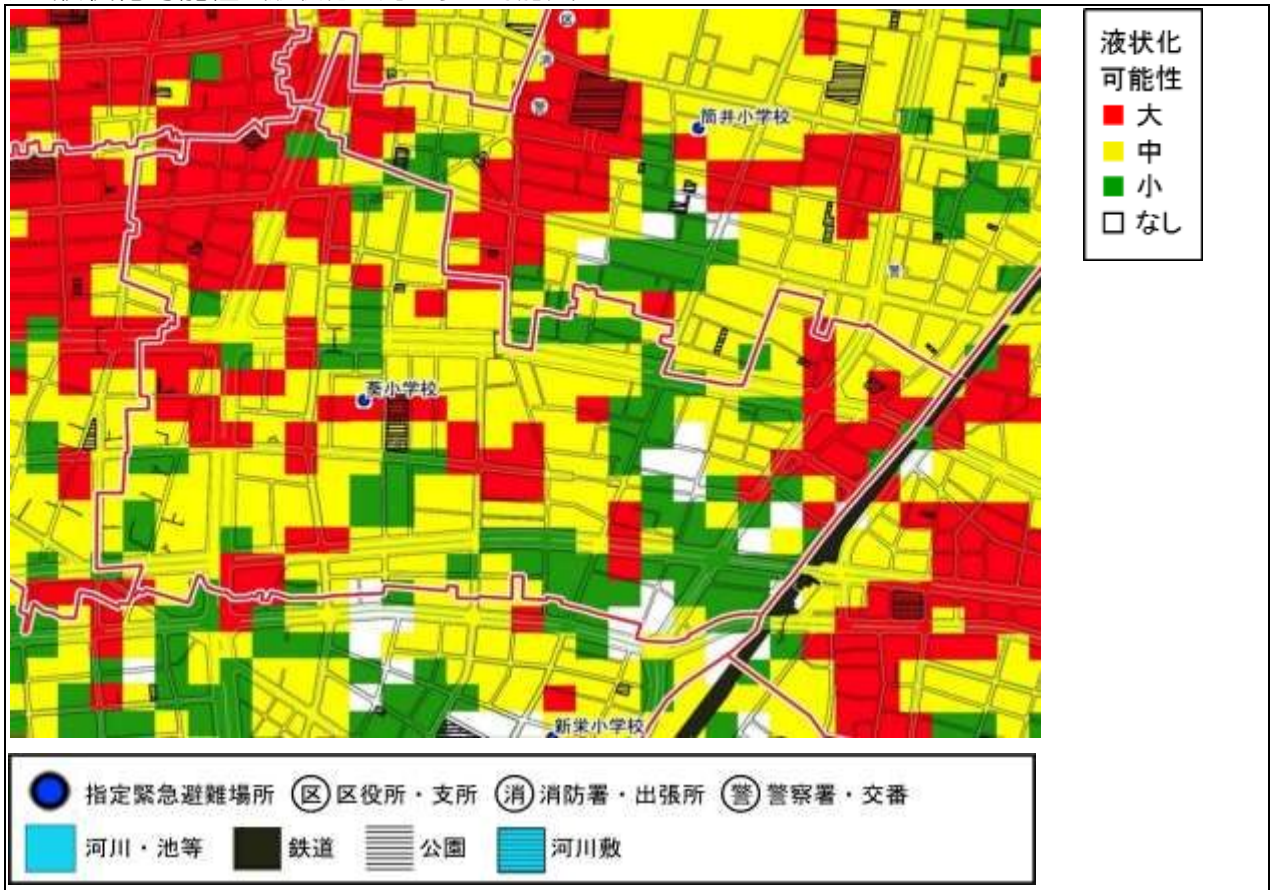 液状化
可能性
大
中
小
なし
区
消
警
筒井小学校
警
葵小学校
新栄小学校
指定緊急避難場所 区 区役所・支所 消 消防署・出張所 警 警察署・交番
河川・池等 鉄道 公園 河川敷